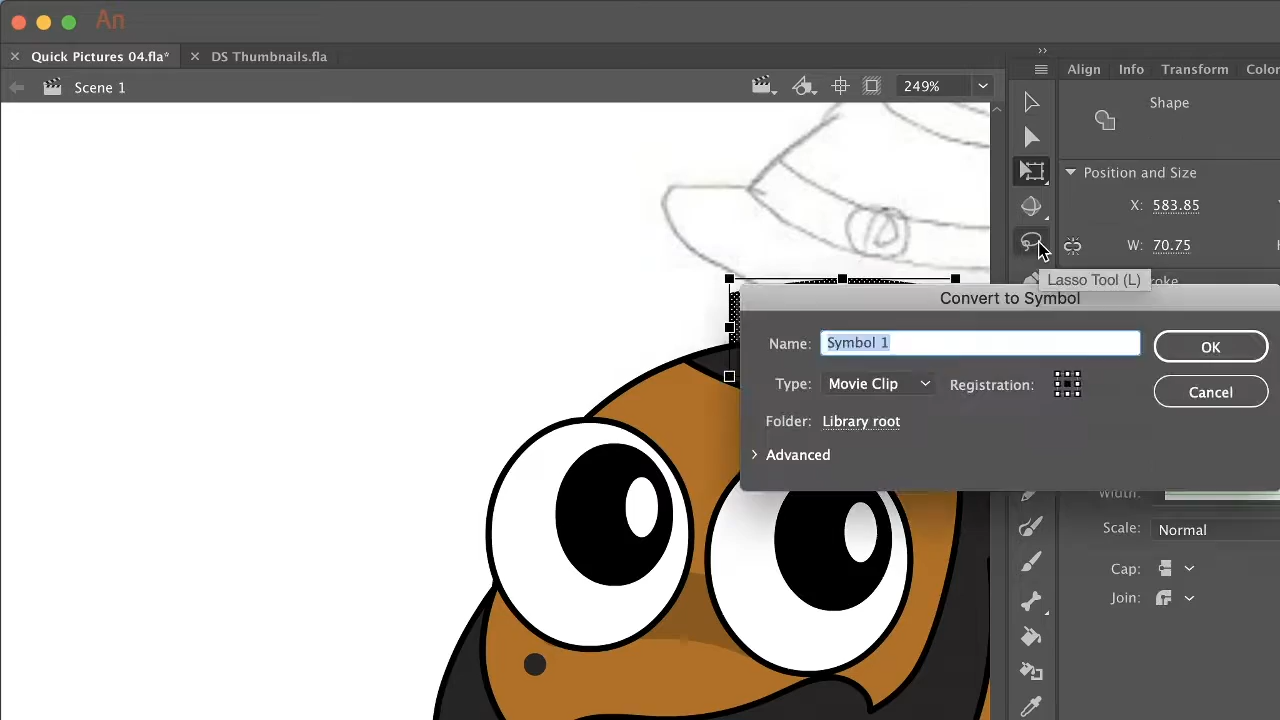 An
Quick Pictures 04.fla* DS Thumbnails.fla
Scene 1 249%
Align Info Transform
Shape
Position and Size
X: 583.85
W: 70.75
Lasso Tool (L)
Convert to Symbol
Name: Symbol 1 OK
Type: Movie Clip Registration: Cancel
Folder: Library root
Advanced
Width:
Scale: Normal
Cap:
Join: